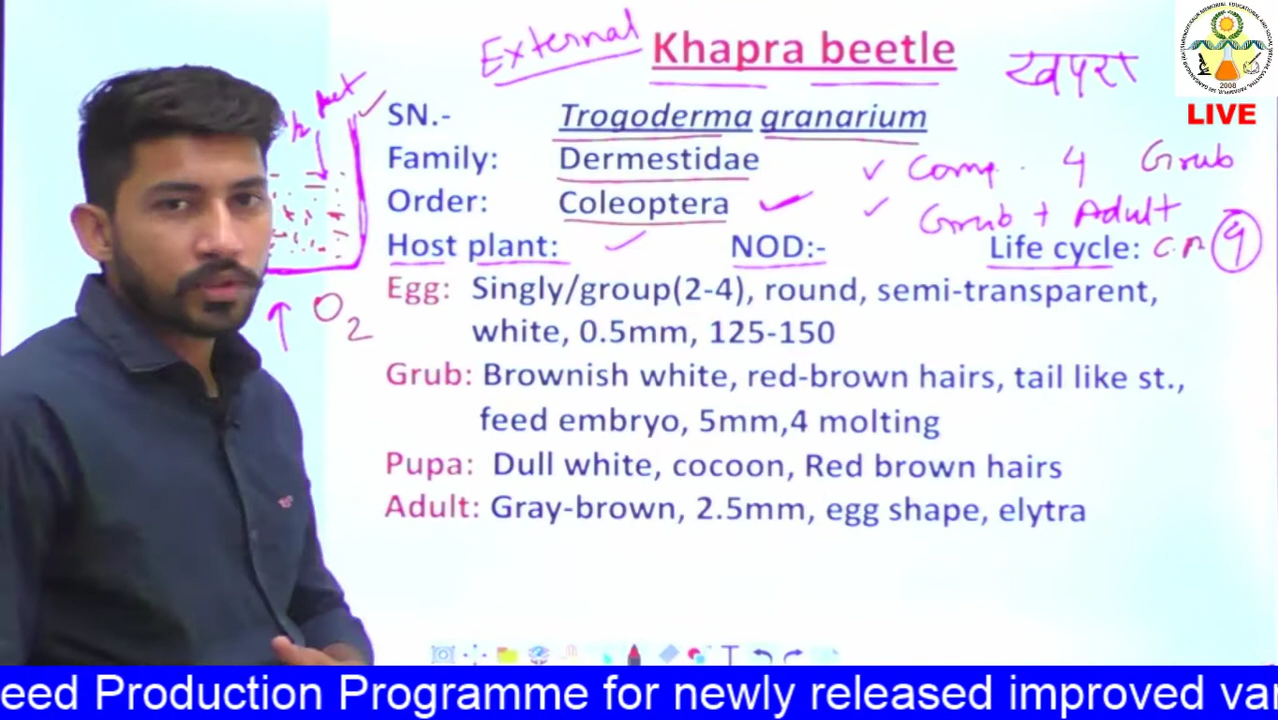 External Khapra beetle खपरा
LIVE
SN.- Trogoderma granarium
Family: Dermestidae ✓ Comp. 4 Grub
Order: Coleoptera ✓ ✓ Grub + Adult
Host plant: ✓ NOD:- Life cycle: C.M 9
O2
Egg: Singly/group(2-4), round, semi-transparent,
white, 0.5mm, 125-150
Grub: Brownish white, red-brown hairs, tail like st.,
feed embryo, 5mm,4 molting
Pupa: Dull white, cocoon, Red brown hairs
Adult: Gray-brown, 2.5mm, egg shape, elytra
eed Production Programme for newly released improved var
2008